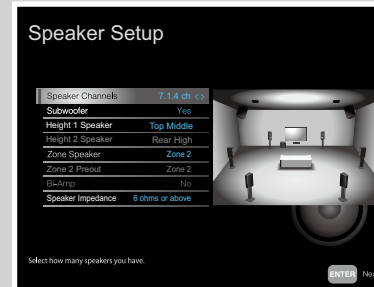 Speaker Setup
Speaker Channels 7.1.4 ch < >
Subwoofer Yes
Height 1 Speaker Top Middle
Height 2 Speaker Rear High
Zone Speaker Zone 2
Zone 2 Preout Zone 2
Bi-Amp No
Speaker Impedance 6 ohms or above
Select how many speakers you have.
ENTER Nex